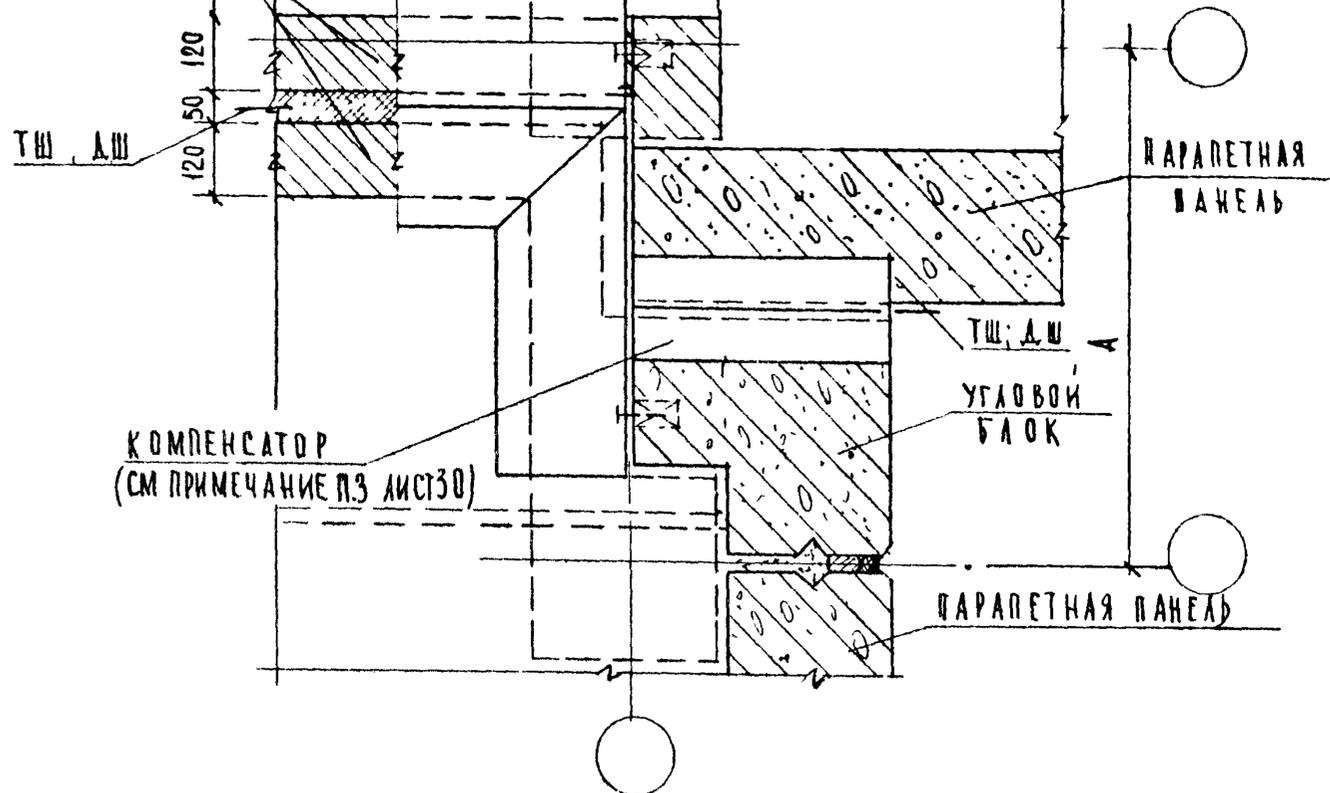 120
50
120
ТШ, ДШ
ПАРАПЕТНАЯ
ПАНЕЛЬ
ТШ; ДШ
А
УГЛОВОЙ
БЛОК
КОМПЕНСАТОР
(СМ ПРИМЕЧАНИЕ П.3 ЛИСТ30)
ПАРАПЕТНАЯ ПАНЕЛЬ